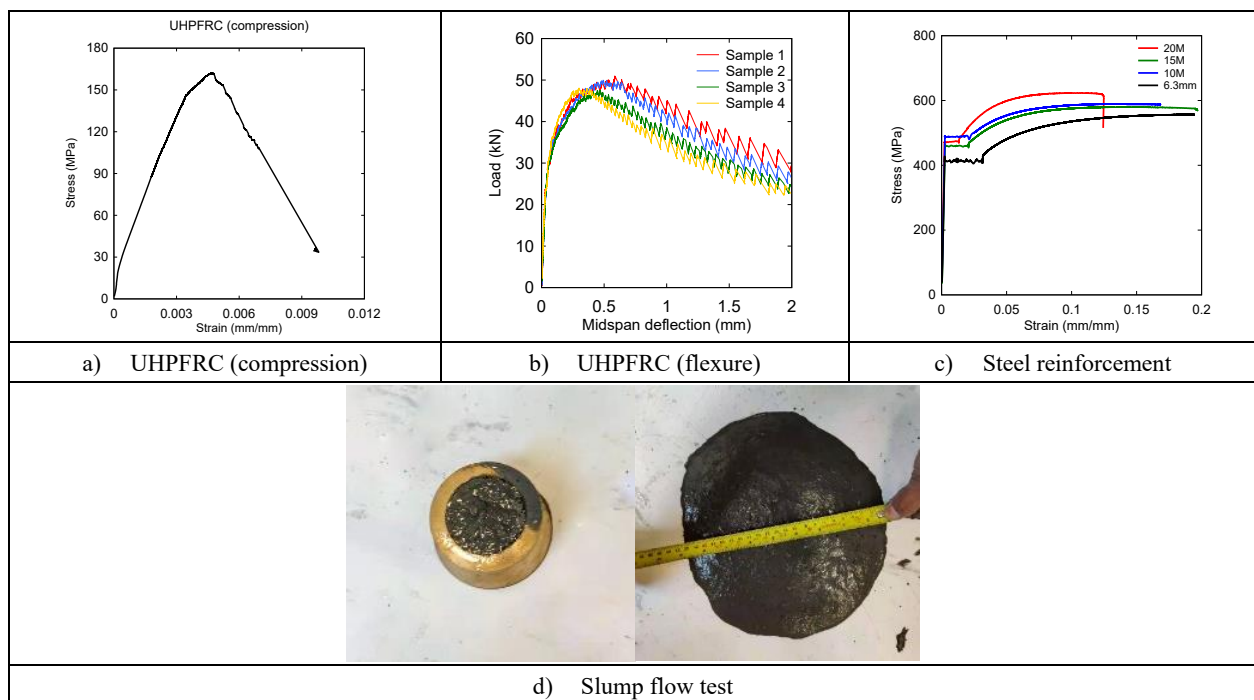 UHPFRC (compression)
180
150
120
90
60
30
0
Stress (MPa)
0 0.003 0.006 0.009 0.012
Strain (mm/mm)
60
50
40
30
20
10
0
Load (kN)
Sample 1
Sample 2
Sample 3
Sample 4
0 0.5 1 1.5 2
Midspan deflection (mm)
800
600
400
200
0
Stress (MPa)
20M
15M
10M
6.3mm
0 0.05 0.1 0.15 0.2
Strain (mm/mm)
a) UHPFRC (compression)
b) UHPFRC (flexure)
c) Steel reinforcement
d) Slump flow test